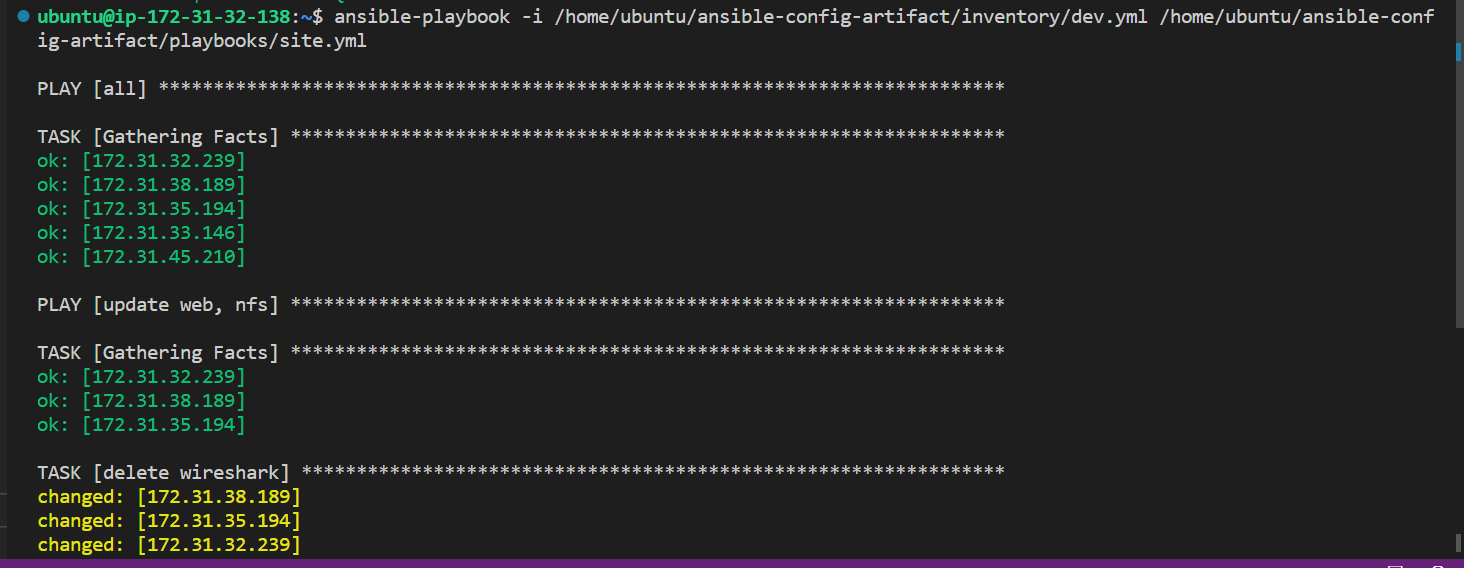 ubuntu@ip-172-31-32-138:~$ ansible-playbook -i /home/ubuntu/ansible-config-artifact/inventory/dev.yml /home/ubuntu/ansible-conf
ig-artifact/playbooks/site.yml
PLAY [all] *****************************************************************************
TASK [Gathering Facts] *****************************************************************
ok: [172.31.32.239]
ok: [172.31.38.189]
ok: [172.31.35.194]
ok: [172.31.33.146]
ok: [172.31.45.210]
PLAY [update web, nfs] *****************************************************************
TASK [Gathering Facts] *****************************************************************
ok: [172.31.32.239]
ok: [172.31.38.189]
ok: [172.31.35.194]
TASK [delete wireshark] ****************************************************************
changed: [172.31.38.189]
changed: [172.31.35.194]
changed: [172.31.32.239]